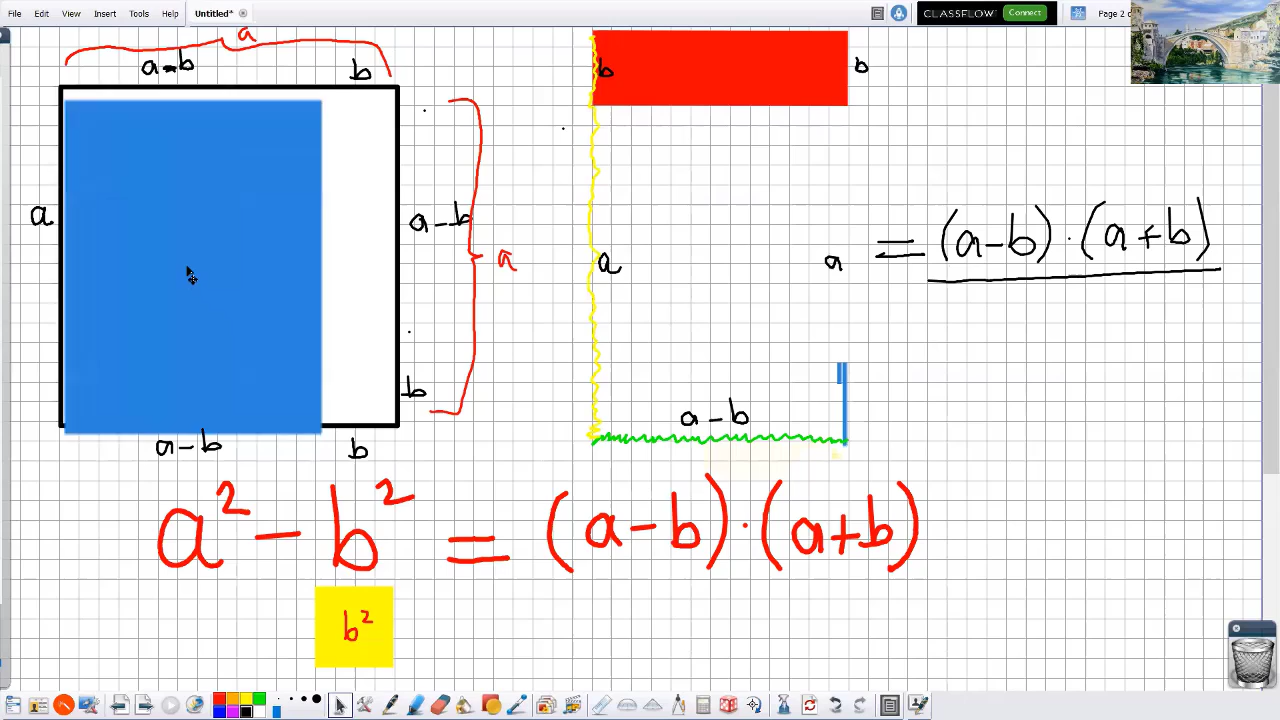 File Edit View Insert Tools Help Untitled*
CLASSFLOW Connect Page 2 o
a
a-b b
b b
a
a-b
a
a
a
= (a-b)·(a+b)
b
a-b
a-b b
a² - b² = (a-b)·(a+b)
b²